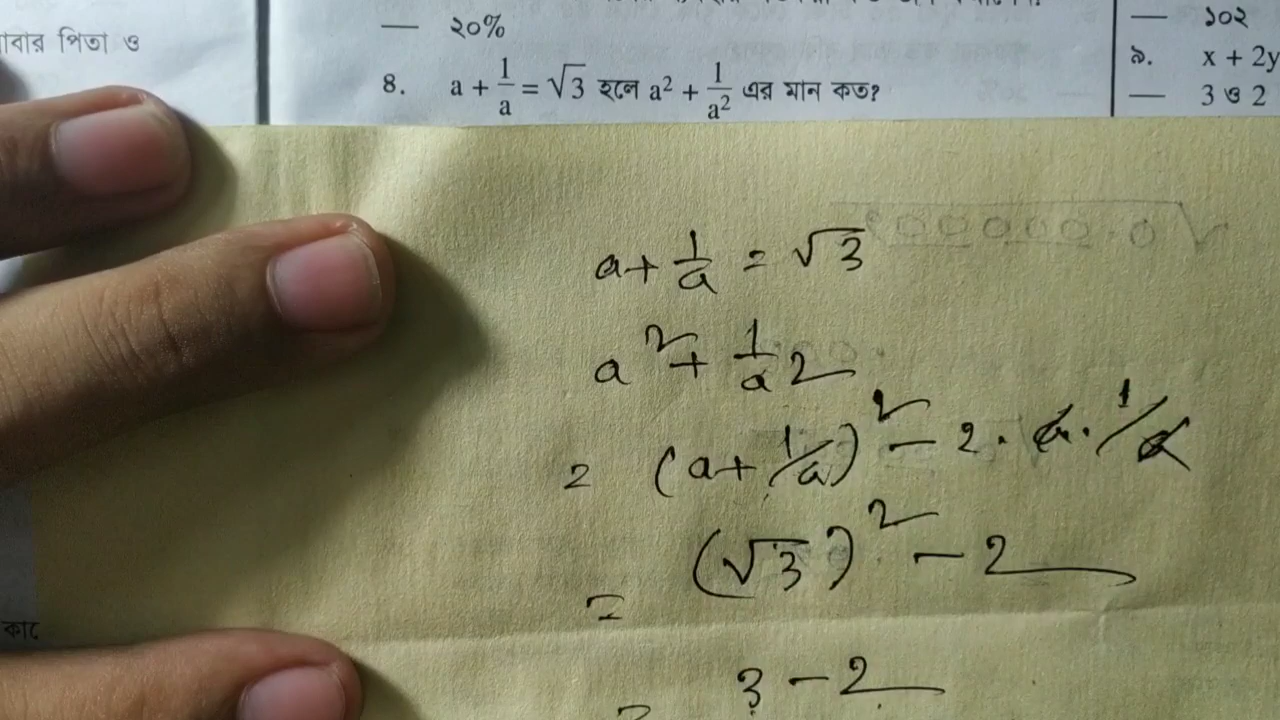 াবার পিতা ও
— ২০%
8. a + 1/a = √3 হলে a² + 1/a² এর মান কত?
— ১০২
৯. x + 2y
— 3 ও 2
a + 1/a = √3
a² + 1/a2
= (a + 1/a)² - 2 · a · 1/a
= (√3)² - 2
= 3 - 2
কাছে